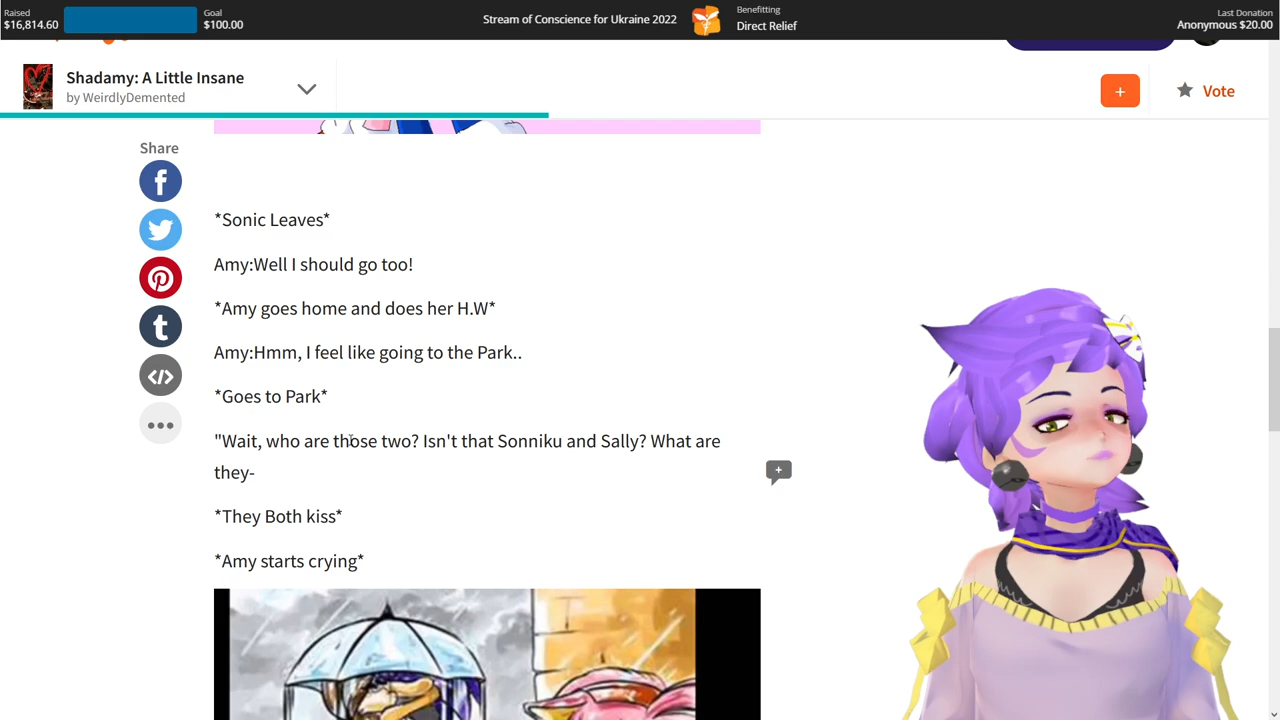 Raised
$16,814.60
Goal
$100.00
Stream of Conscience for Ukraine 2022
Benefitting
Direct Relief
Last Donation
Anonymous $20.00
Shadamy: A Little Insane
by WeirdlyDemented
+
Vote
Share
*Sonic Leaves*
Amy:Well I should go too!
*Amy goes home and does her H.W*
Amy:Hmm, I feel like going to the Park..
*Goes to Park*
"Wait, who are those two? Isn't that Sonniku and Sally? What are
they-
*They Both kiss*
*Amy starts crying*